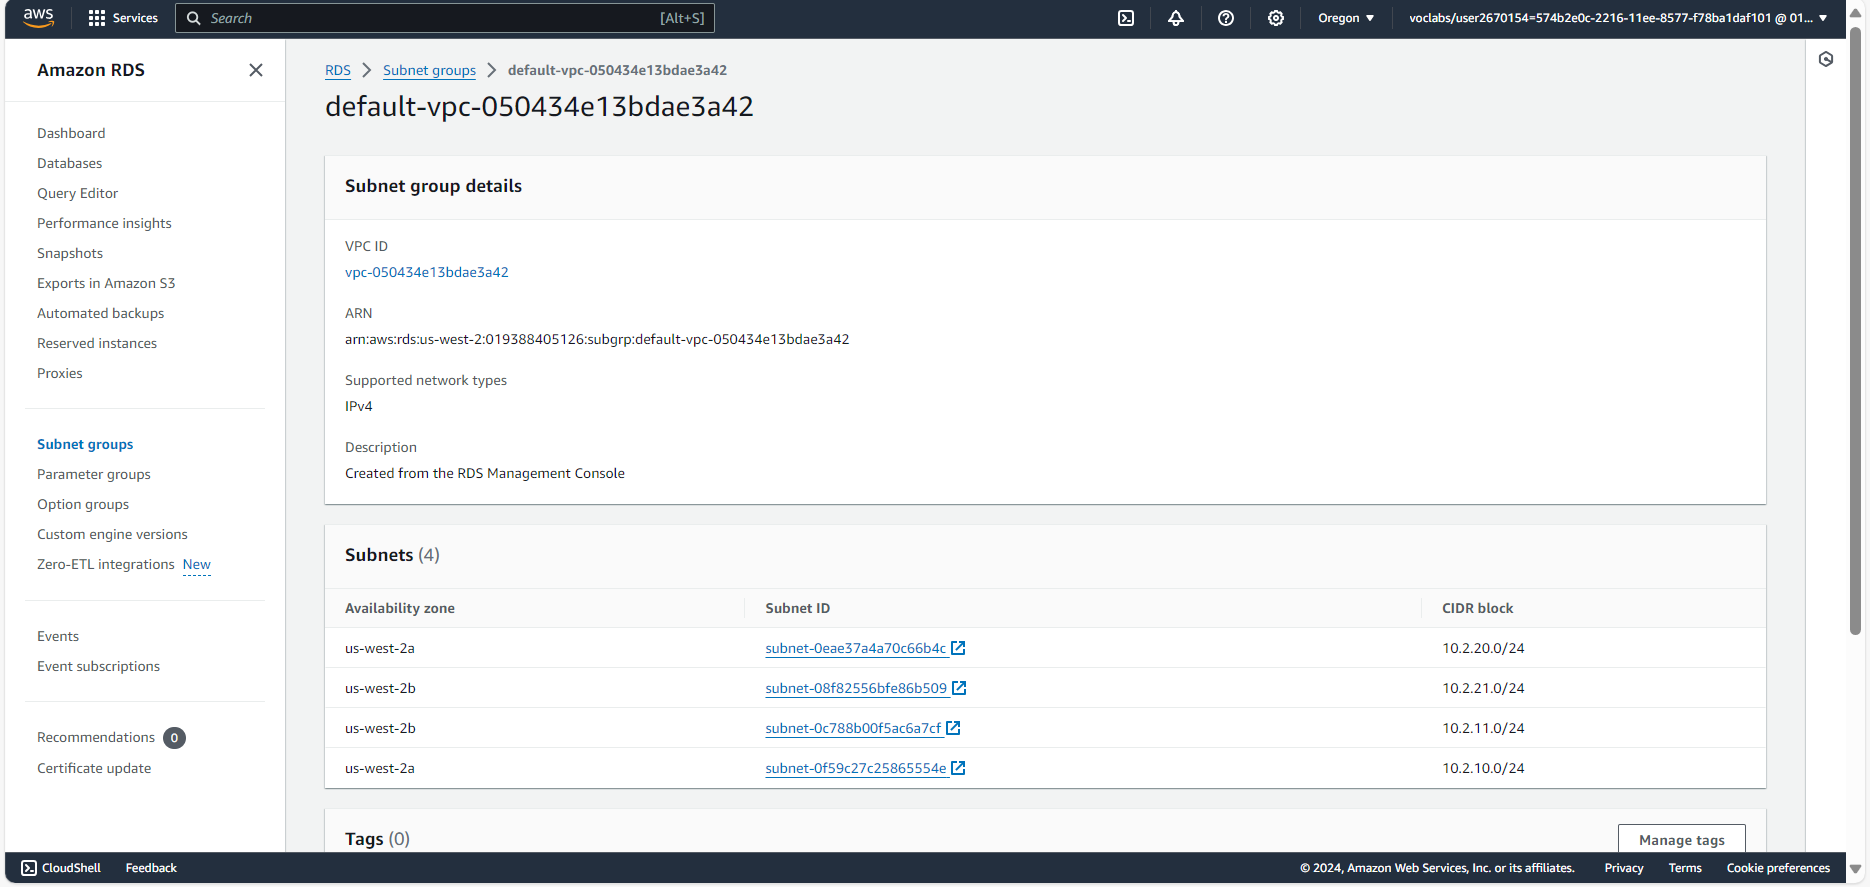 aws
Services
Search [Alt+S]
Oregon
voclabs/user2670154=574b2e0c-2216-11ee-8577-f78ba1daf101 @ 01...
Amazon RDS
Dashboard
Databases
Query Editor
Performance insights
Snapshots
Exports in Amazon S3
Automated backups
Reserved instances
Proxies
Subnet groups
Parameter groups
Option groups
Custom engine versions
Zero-ETL integrations New
Events
Event subscriptions
Recommendations 0
Certificate update
RDS > Subnet groups > default-vpc-050434e13bdae3a42
default-vpc-050434e13bdae3a42
Subnet group details
VPC ID
vpc-050434e13bdae3a42
ARN
arn:aws:rds:us-west-2:019388405126:subgrp:default-vpc-050434e13bdae3a42
Supported network types
IPv4
Description
Created from the RDS Management Console
Subnets (4)
Availability zone Subnet ID CIDR block
us-west-2a subnet-0eae37a4a70c66b4c 10.2.20.0/24
us-west-2b subnet-08f82556bfe86b509 10.2.21.0/24
us-west-2b subnet-0c788b00f5ac6a7cf 10.2.11.0/24
us-west-2a subnet-0f59c27c25865554e 10.2.10.0/24
Tags (0)
Manage tags
CloudShell Feedback © 2024, Amazon Web Services, Inc. or its affiliates. Privacy Terms Cookie preferences